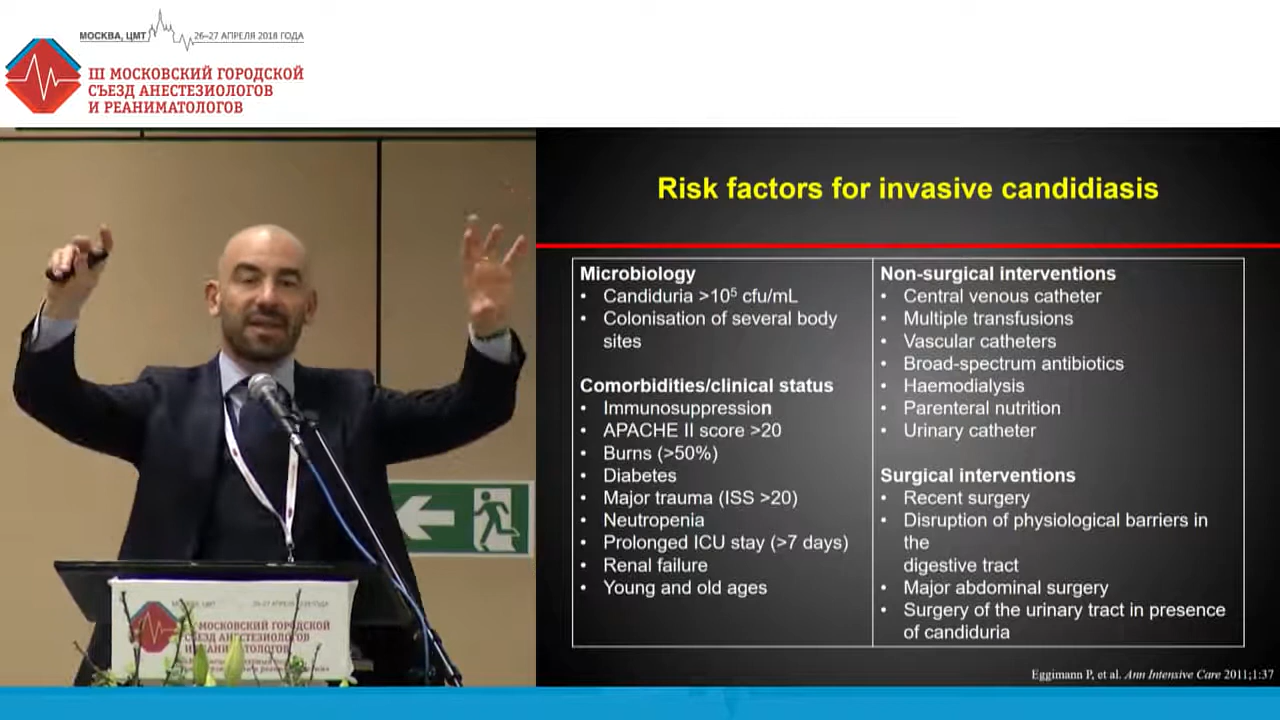 МОСКВА, ЦМТ
26–27 АПРЕЛЯ 2018 ГОДА
III МОСКОВСКИЙ ГОРОДСКОЙ
СЪЕЗД АНЕСТЕЗИОЛОГОВ
И РЕАНИМАТОЛОГОВ
Risk factors for invasive candidiasis
Microbiology
• Candiduria >10⁵ cfu/mL
• Colonisation of several body
sites
Comorbidities/clinical status
• Immunosuppression
• APACHE II score >20
• Burns (>50%)
• Diabetes
• Major trauma (ISS >20)
• Neutropenia
• Prolonged ICU stay (>7 days)
• Renal failure
• Young and old ages
Non-surgical interventions
• Central venous catheter
• Multiple transfusions
• Vascular catheters
• Broad-spectrum antibiotics
• Haemodialysis
• Parenteral nutrition
• Urinary catheter
Surgical interventions
• Recent surgery
• Disruption of physiological barriers in
the
digestive tract
• Major abdominal surgery
• Surgery of the urinary tract in presence
of candiduria
Eggimann P, et al. Ann Intensive Care 2011;1:37
МОСКОВСКИЙ ГОРОДСКОЙ
СЪЕЗД АНЕСТЕЗИОЛОГОВ
И РЕАНИМАТОЛОГОВ